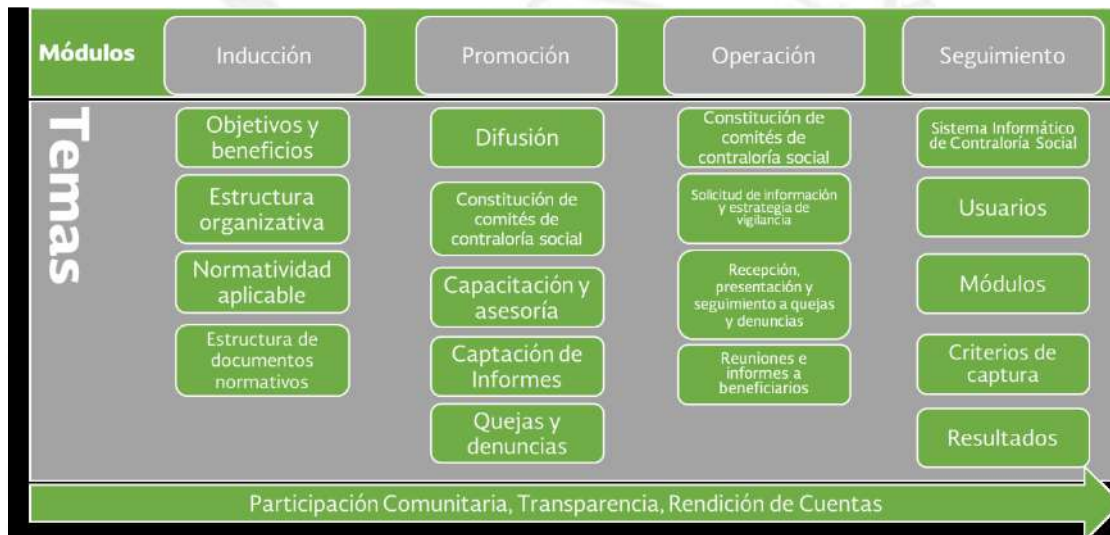 Módulos
Inducción
Promoción
Operación
Seguimiento
Temas
Objetivos y
beneficios
Estructura
organizativa
Normatividad
aplicable
Estructura de
documentos
normativos
Difusión
Constitución de
comités de
contraloría social
Capacitación y
asesoría
Captación de
Informes
Quejas y
denuncias
Constitución de
comités de
contraloría social
Solicitud de información
y estrategia de
vigilancia
Recepción,
presentación y
seguimiento a quejas
y denuncias
Reuniones e
informes a
beneficiarios
Sistema Informático
de Contraloría Social
Usuarios
Módulos
Criterios de
captura
Resultados
Participación Comunitaria, Transparencia, Rendición de Cuentas